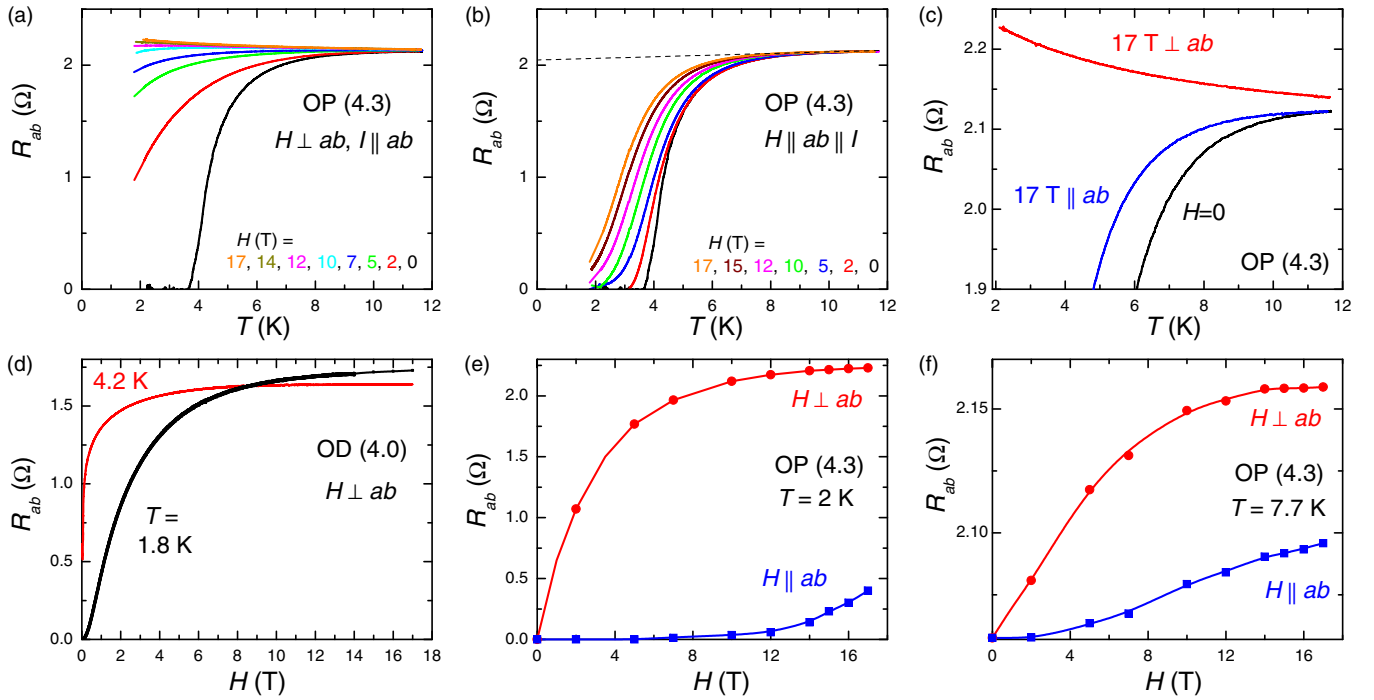 (a)
2
1
0
R_ab (Ω)
OP (4.3)
H ⊥ ab, I ∥ ab
H (T) =
17, 14, 12, 10, 7, 5, 2, 0
0 2 4 6 8 10 12
T (K)
(b)
2
1
0
R_ab (Ω)
OP (4.3)
H ∥ ab ∥ I
H (T) =
17, 15, 12, 10, 5, 2, 0
0 2 4 6 8 10 12
T (K)
(c)
2.2
2.1
2.0
1.9
R_ab (Ω)
17 T ⊥ ab
17 T ∥ ab
H=0
OP (4.3)
2 4 6 8 10 12
T (K)
(d)
1.5
1.0
0.5
0.0
R_ab (Ω)
4.2 K
OD (4.0)
H ⊥ ab
T =
1.8 K
0 2 4 6 8 10 12 14 16 18
H (T)
(e)
2.0
1.5
1.0
0.5
0.0
R_ab (Ω)
H ⊥ ab
OP (4.3)
T = 2 K
H ∥ ab
0 4 8 12 16
H (T)
(f)
2.15
2.10
R_ab (Ω)
H ⊥ ab
OP (4.3)
T = 7.7 K
H ∥ ab
0 4 8 12 16
H (T)